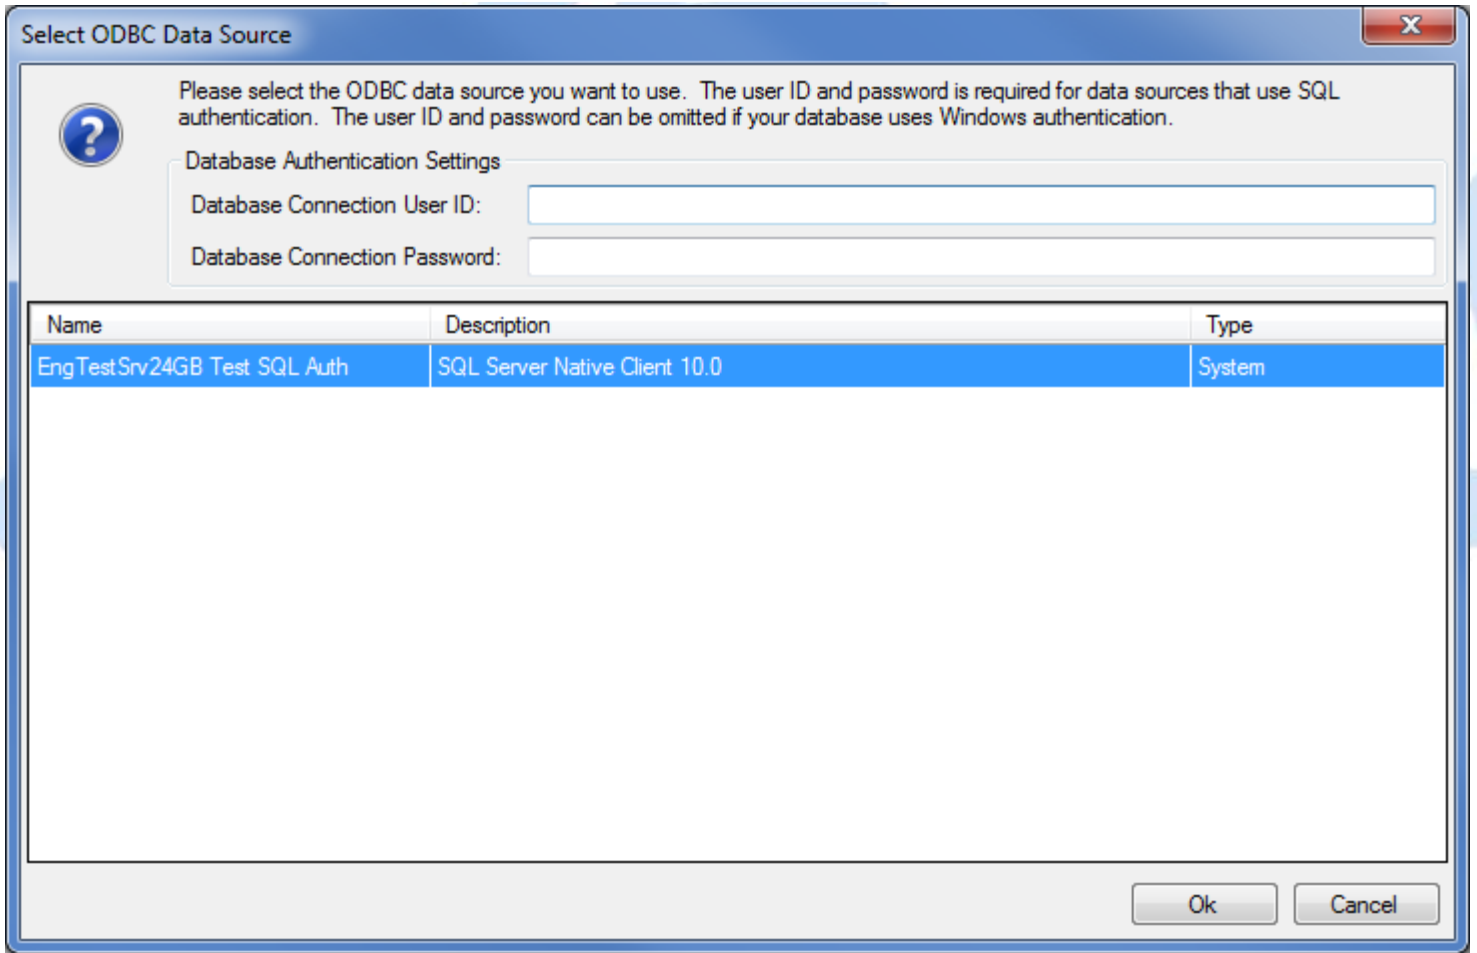 Select ODBC Data Source
X
Please select the ODBC data source you want to use.  The user ID and password is required for data sources that use SQL
authentication.  The user ID and password can be omitted if your database uses Windows authentication.
?
Database Authentication Settings
Database Connection User ID:
Database Connection Password:
Name Description Type
EngTestSrv24GB Test SQL Auth SQL Server Native Client 10.0 System
Ok Cancel